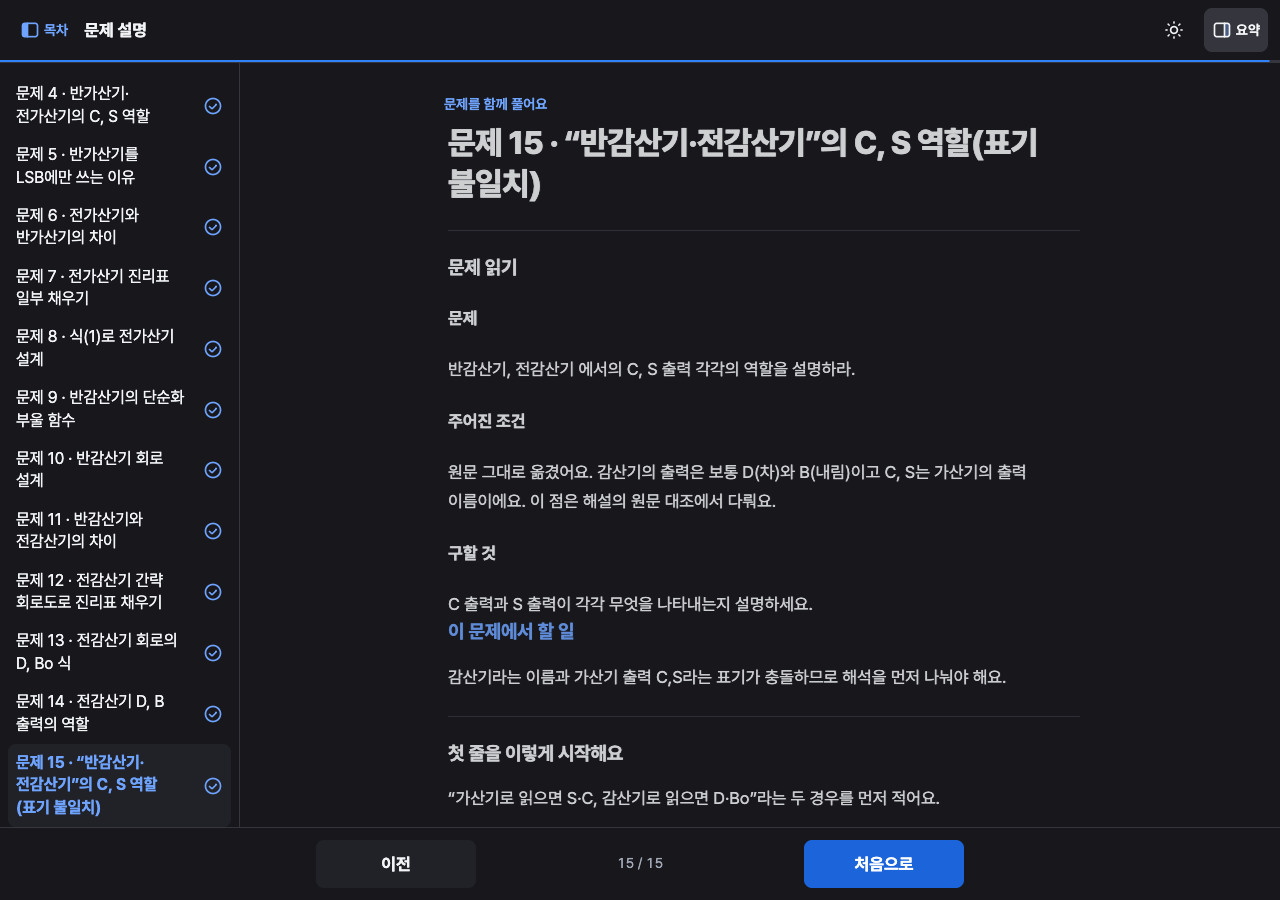 목차
문제 설명
요약
문제 4 · 반가산기·
전가산기의 C, S 역할
문제 5 · 반가산기를
LSB에만 쓰는 이유
문제 6 · 전가산기와
반가산기의 차이
문제 7 · 전가산기 진리표
일부 채우기
문제 8 · 식(1)로 전가산기
설계
문제 9 · 반감산기의 단순화
부울 함수
문제 10 · 반감산기 회로
설계
문제 11 · 반감산기와
전감산기의 차이
문제 12 · 전감산기 간략
회로도로 진리표 채우기
문제 13 · 전감산기 회로의
D, Bo 식
문제 14 · 전감산기 D, B
출력의 역할
문제 15 · “반감산기·
전감산기”의 C, S 역할
(표기 불일치)
문제를 함께 풀어요
문제 15 · “반감산기·전감산기”의 C, S 역할(표기
불일치)
문제 읽기
문제
반감산기, 전감산기 에서의 C, S 출력 각각의 역할을 설명하라.
주어진 조건
원문 그대로 옮겼어요. 감산기의 출력은 보통 D(차)와 B(내림)이고 C, S는 가산기의 출력
이름이에요. 이 점은 해설의 원문 대조에서 다뤄요.
구할 것
C 출력과 S 출력이 각각 무엇을 나타내는지 설명하세요.
이 문제에서 할 일
감산기라는 이름과 가산기 출력 C,S라는 표기가 충돌하므로 해석을 먼저 나눠야 해요.
첫 줄을 이렇게 시작해요
“가산기로 읽으면 S·C, 감산기로 읽으면 D·Bo”라는 두 경우를 먼저 적어요.
이전
15 / 15
처음으로